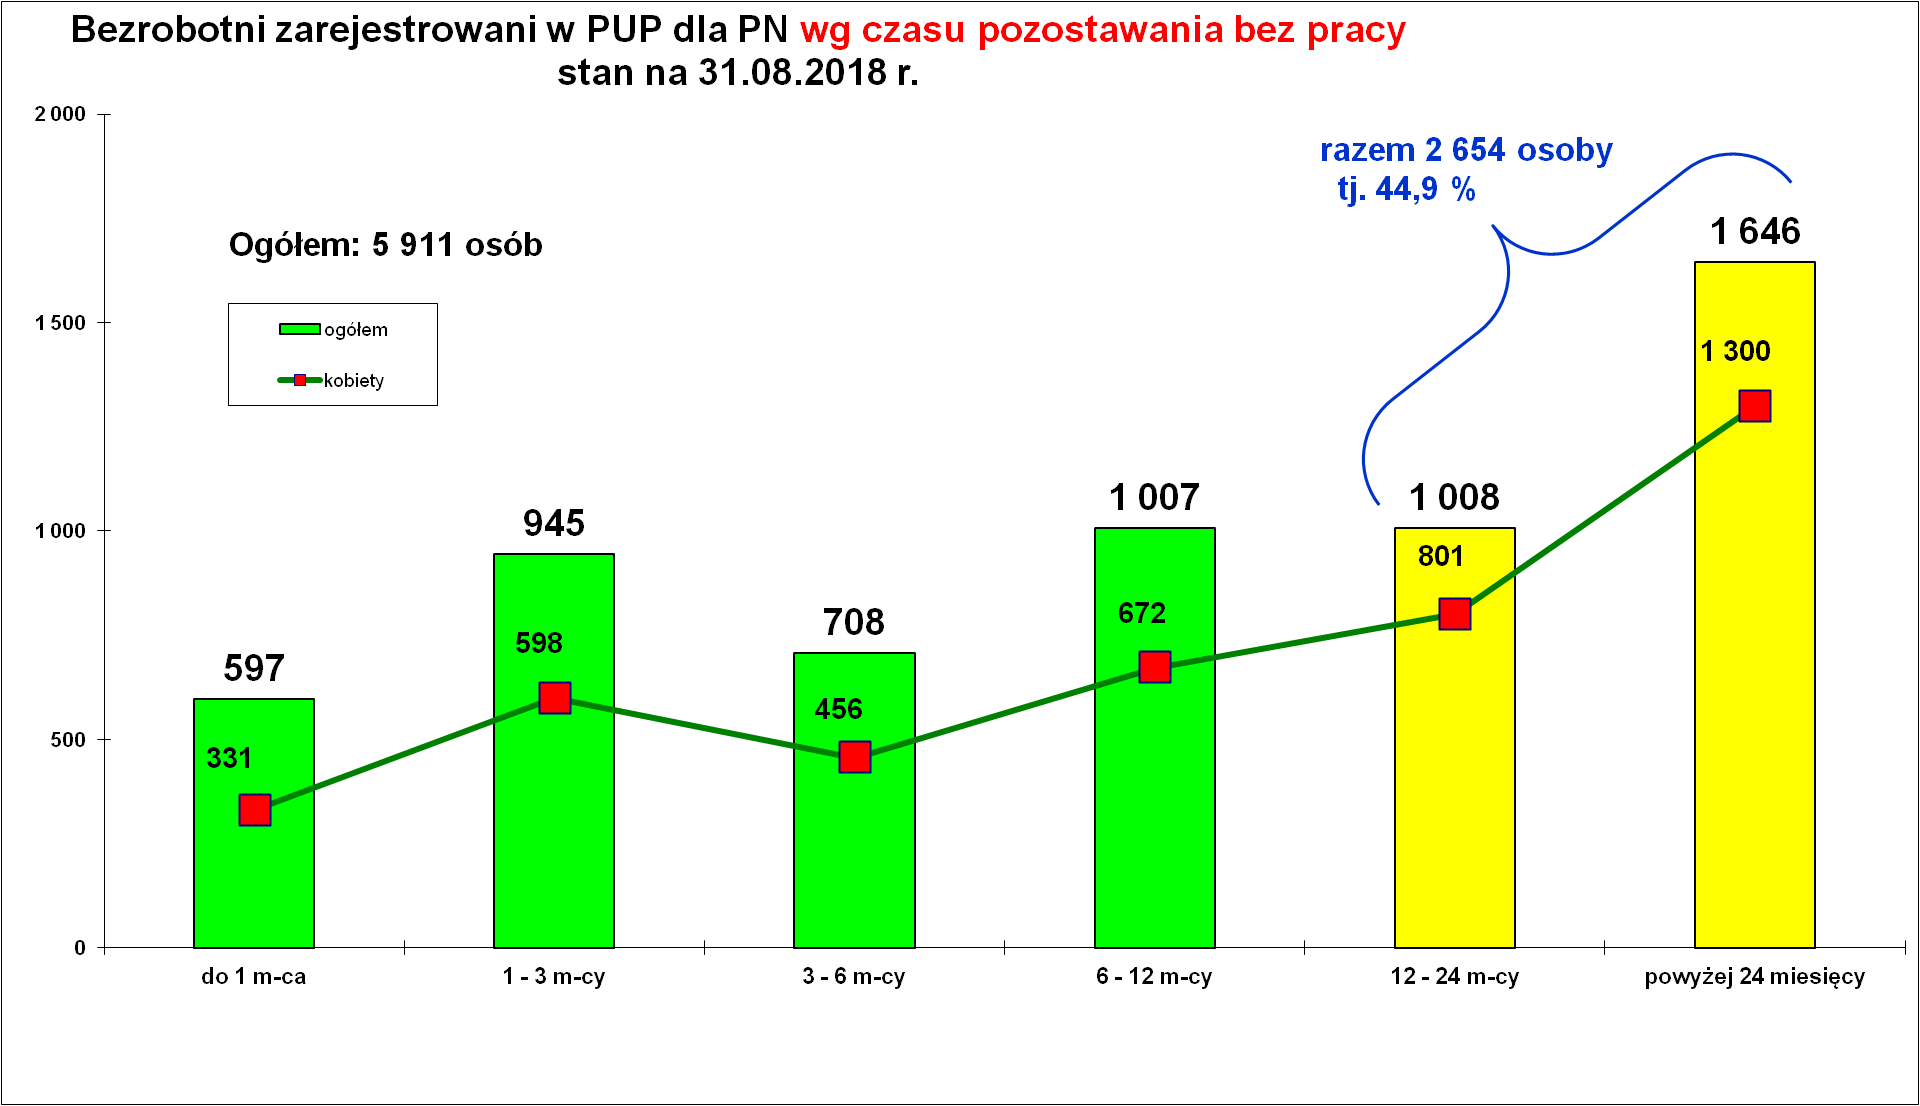 Bezrobotni zarejestrowani w PUP dla PN wg czasu pozostawania bez pracy
stan na 31.08.2018 r.
2 000
1 500
1 000
500
0
razem 2 654 osoby
tj. 44,9 %
Ogółem: 5 911 osób
ogółem
kobiety
597
945
708
1 007
1 008
1 646
331
598
456
672
801
1 300
do 1 m-ca
1 - 3 m-cy
3 - 6 m-cy
6 - 12 m-cy
12 - 24 m-cy
powyżej 24 miesięcy